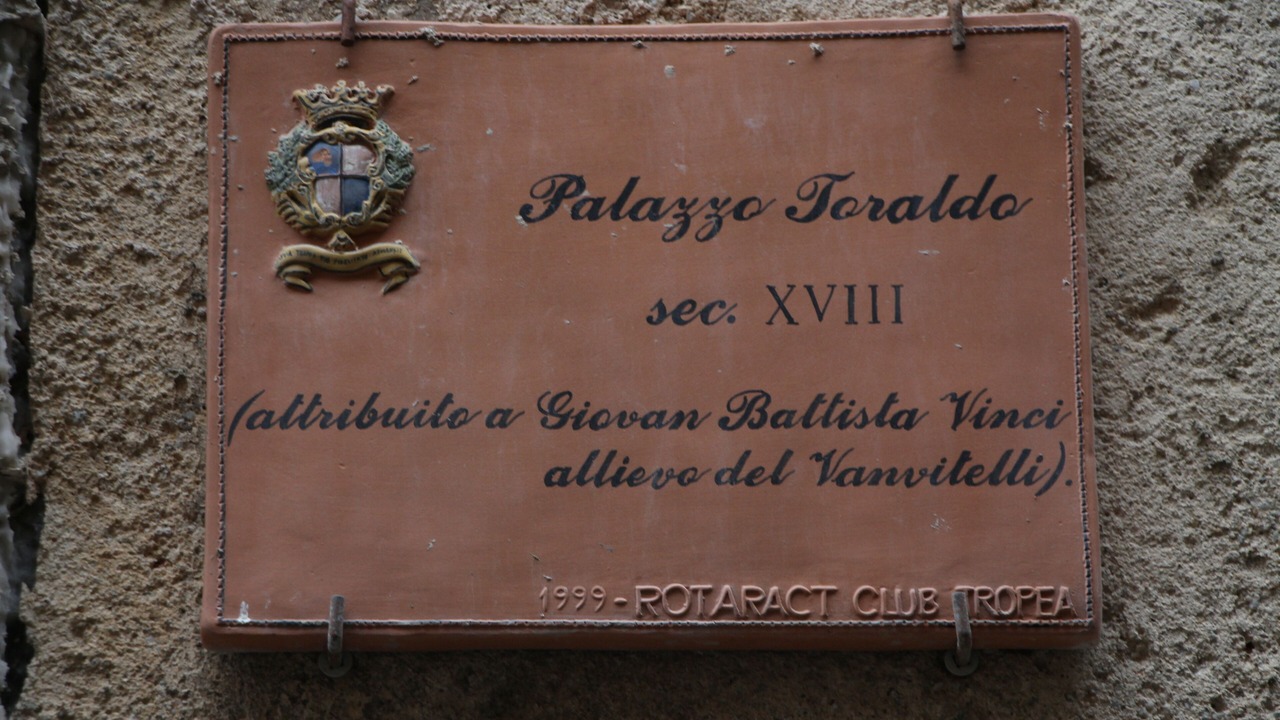 Palazzo Toraldo
sec. XVIII
(attribuito a Giovan Battista Vinci
allievo del Vanvitelli).
1999 - ROTARACT CLUB TROPEA